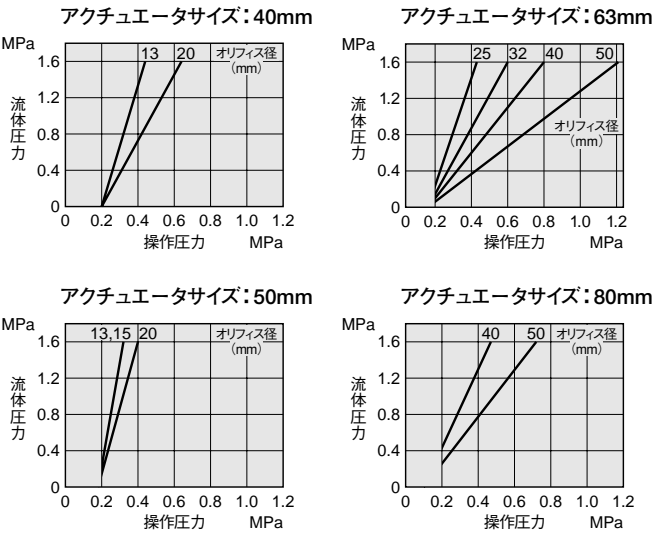 アクチュエータサイズ：40mm
MPa
13 20 オリフィス径
（mm）
1.6
1.2
0.8
0.4
0
流体圧力
0 0.2 0.4 0.6 0.8 1.0 1.2
操作圧力 MPa
アクチュエータサイズ：63mm
MPa
25 32 40 50
1.6
1.2
0.8
0.4
0
流体圧力
オリフィス径
（mm）
0 0.2 0.4 0.6 0.8 1.0 1.2
操作圧力 MPa
アクチュエータサイズ：50mm
MPa
13,15 20 オリフィス径
（mm）
1.6
1.2
0.8
0.4
0
流体圧力
0 0.2 0.4 0.6 0.8 1.0 1.2
操作圧力 MPa
アクチュエータサイズ：80mm
MPa
40 50 オリフィス径
（mm）
1.6
1.2
0.8
0.4
0
流体圧力
0 0.2 0.4 0.6 0.8 1.0 1.2
操作圧力 MPa